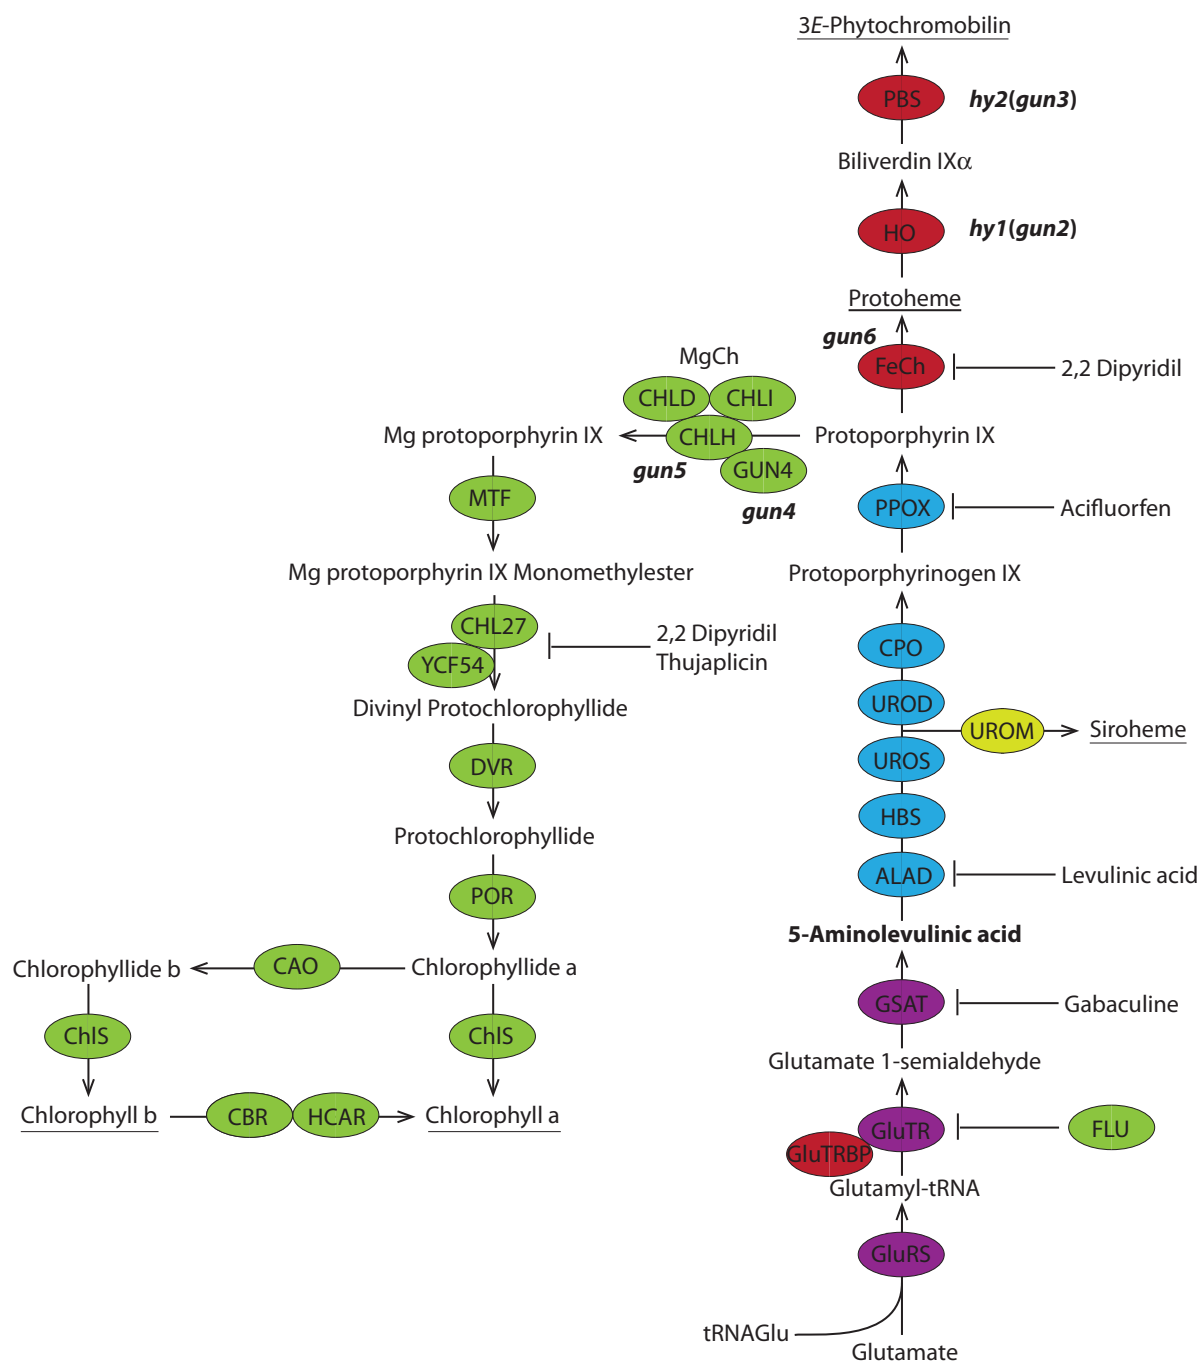 3E-Phytochromobilin
PBS
hy2(gun3)
Biliverdin IXα
HO
hy1(gun2)
Protoheme
gun6
FeCh
2,2 Dipyridil
MgCh
CHLD
CHLI
Mg protoporphyrin IX
CHLH
Protoporphyrin IX
gun5
GUN4
gun4
MTF
PPOX
Acifluorfen
Mg protoporphyrin IX Monomethylester
Protoporphyrinogen IX
CHL27
2,2 Dipyridil
YCF54
Thujaplicin
CPO
Divinyl Protochlorophyllide
UROD
UROM
Siroheme
DVR
UROS
HBS
Protochlorophyllide
POR
ALAD
Levulinic acid
5-Aminolevulinic acid
Chlorophyllide b
CAO
Chlorophyllide a
GSAT
Gabaculine
ChlS
ChlS
Glutamate 1-semialdehyde
Chlorophyll b
CBR
HCAR
Chlorophyll a
GluTR
FLU
GluTRBP
Glutamyl-tRNA
GluRS
tRNAGlu
Glutamate